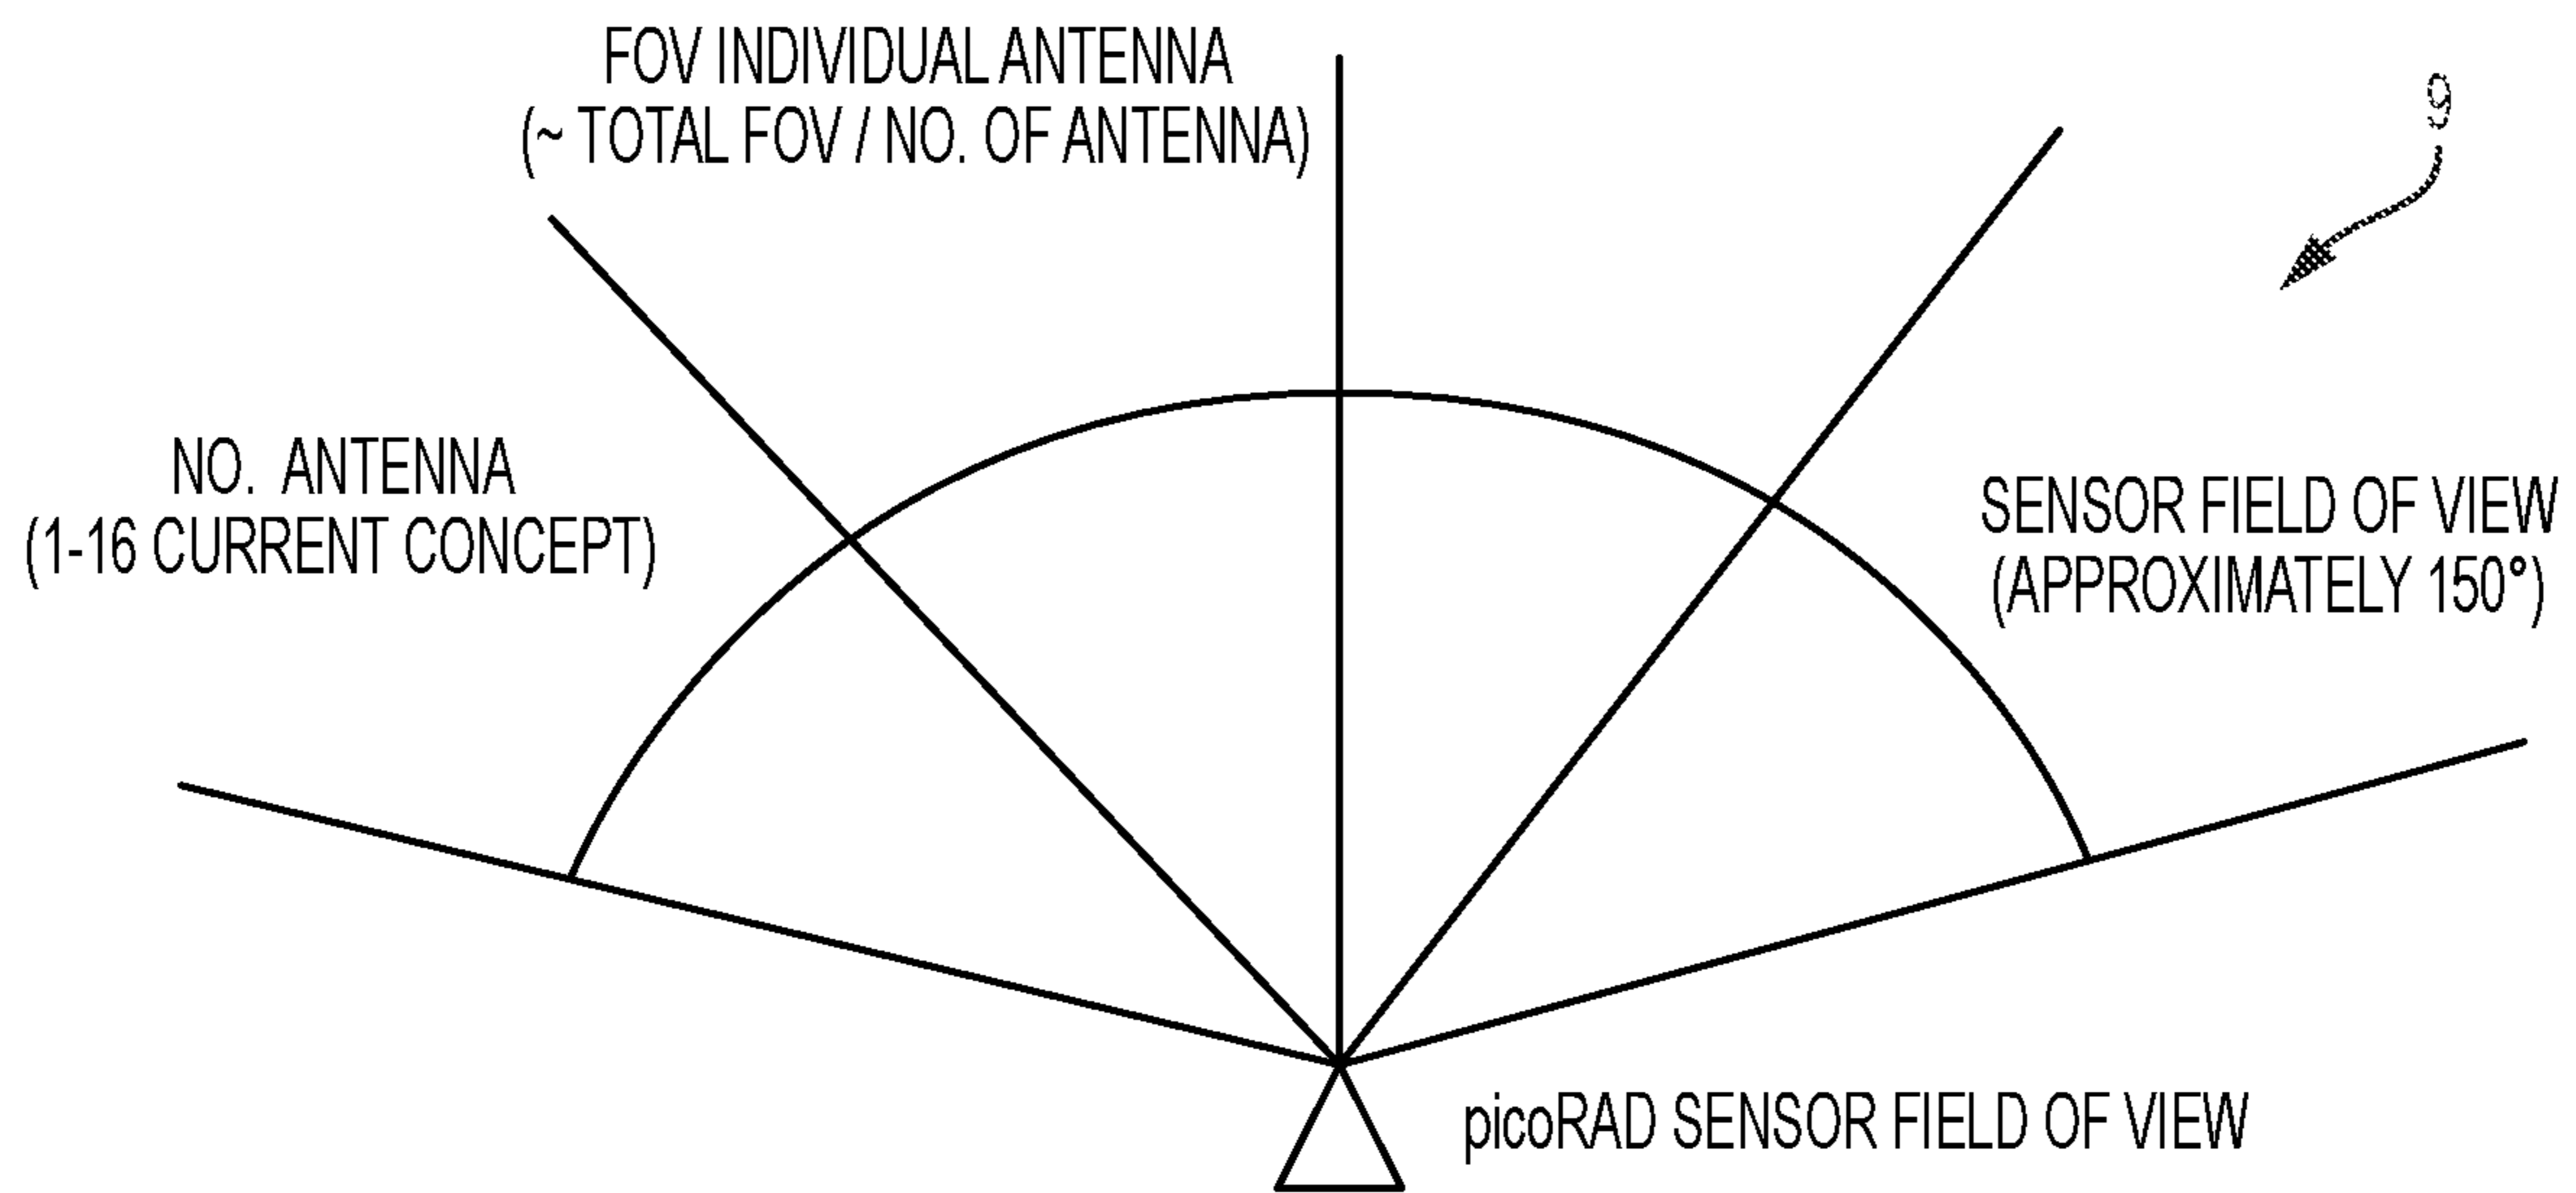 FOV INDIVIDUAL ANTENNA
(~ TOTAL FOV / NO. OF ANTENNA)
9
NO. ANTENNA
(1-16 CURRENT CONCEPT)
SENSOR FIELD OF VIEW
(APPROXIMATELY 150°)
picoRAD SENSOR FIELD OF VIEW